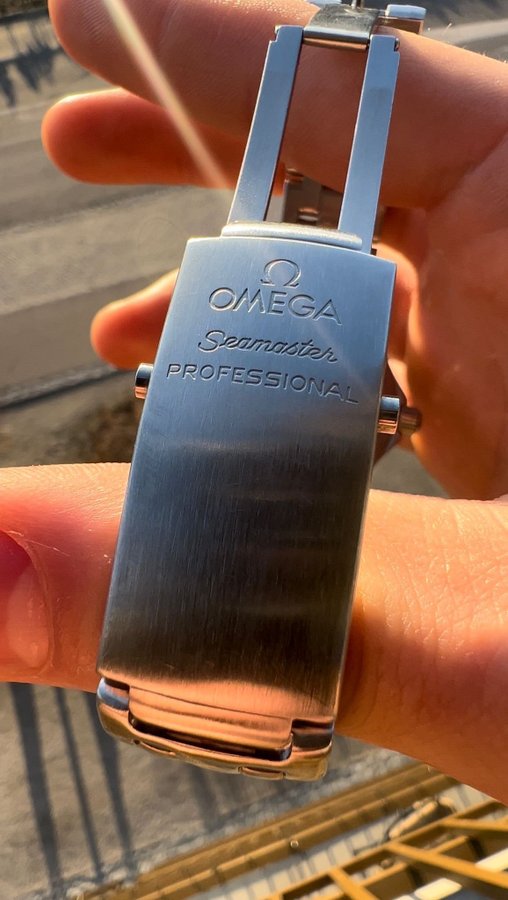 Ω
OMEGA
Seamaster
PROFESSIONAL